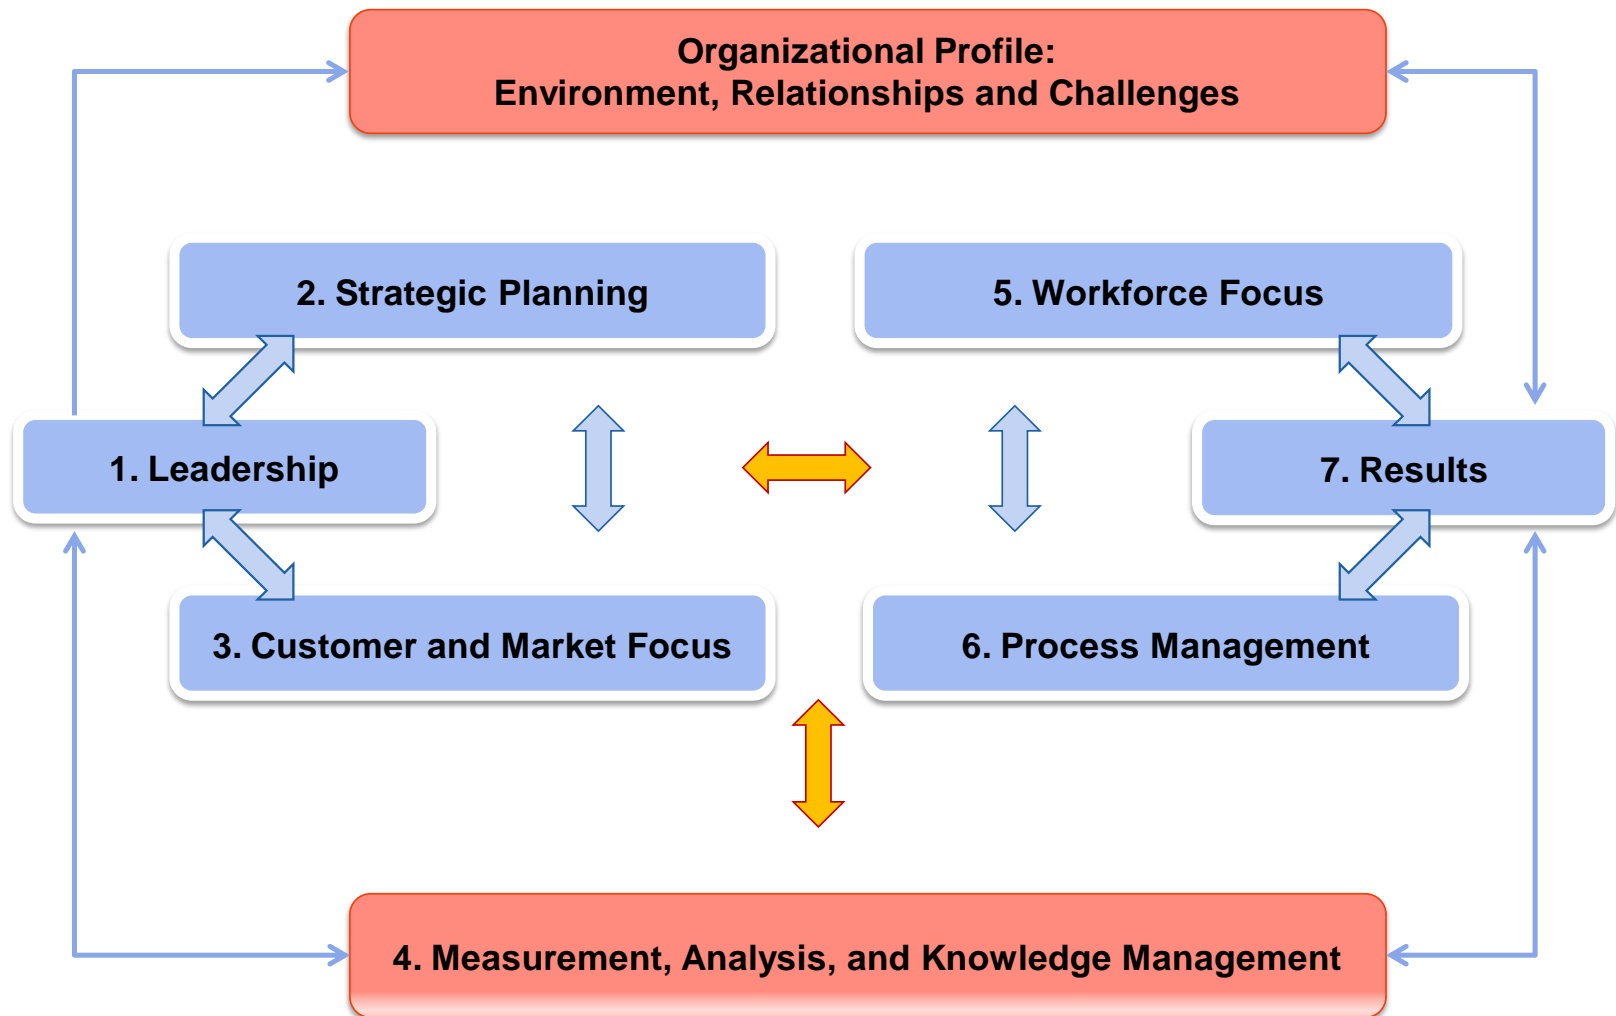 Organizational Profile:
Environment, Relationships and Challenges
2. Strategic Planning
5. Workforce Focus
1. Leadership
7. Results
3. Customer and Market Focus
6. Process Management
4. Measurement, Analysis, and Knowledge Management